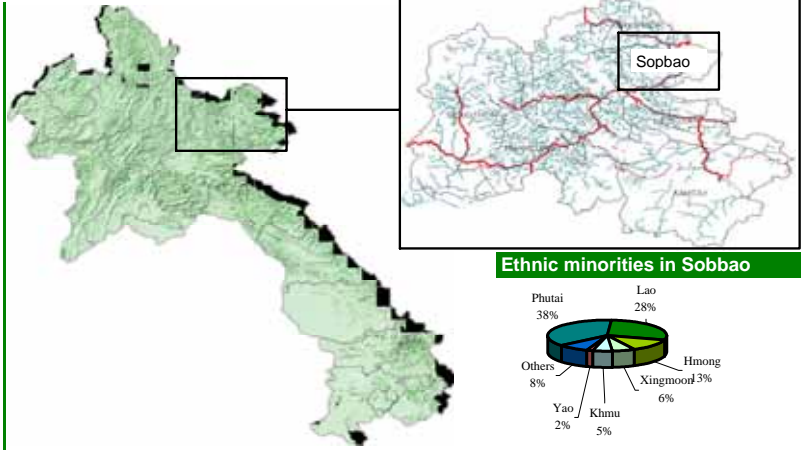 Sopbao
Ethnic minorities in Sobbao
Phutai
38%
Lao
28%
Hmong
13%
Xingmoon
6%
Khmu
5%
Yao
2%
Others
8%